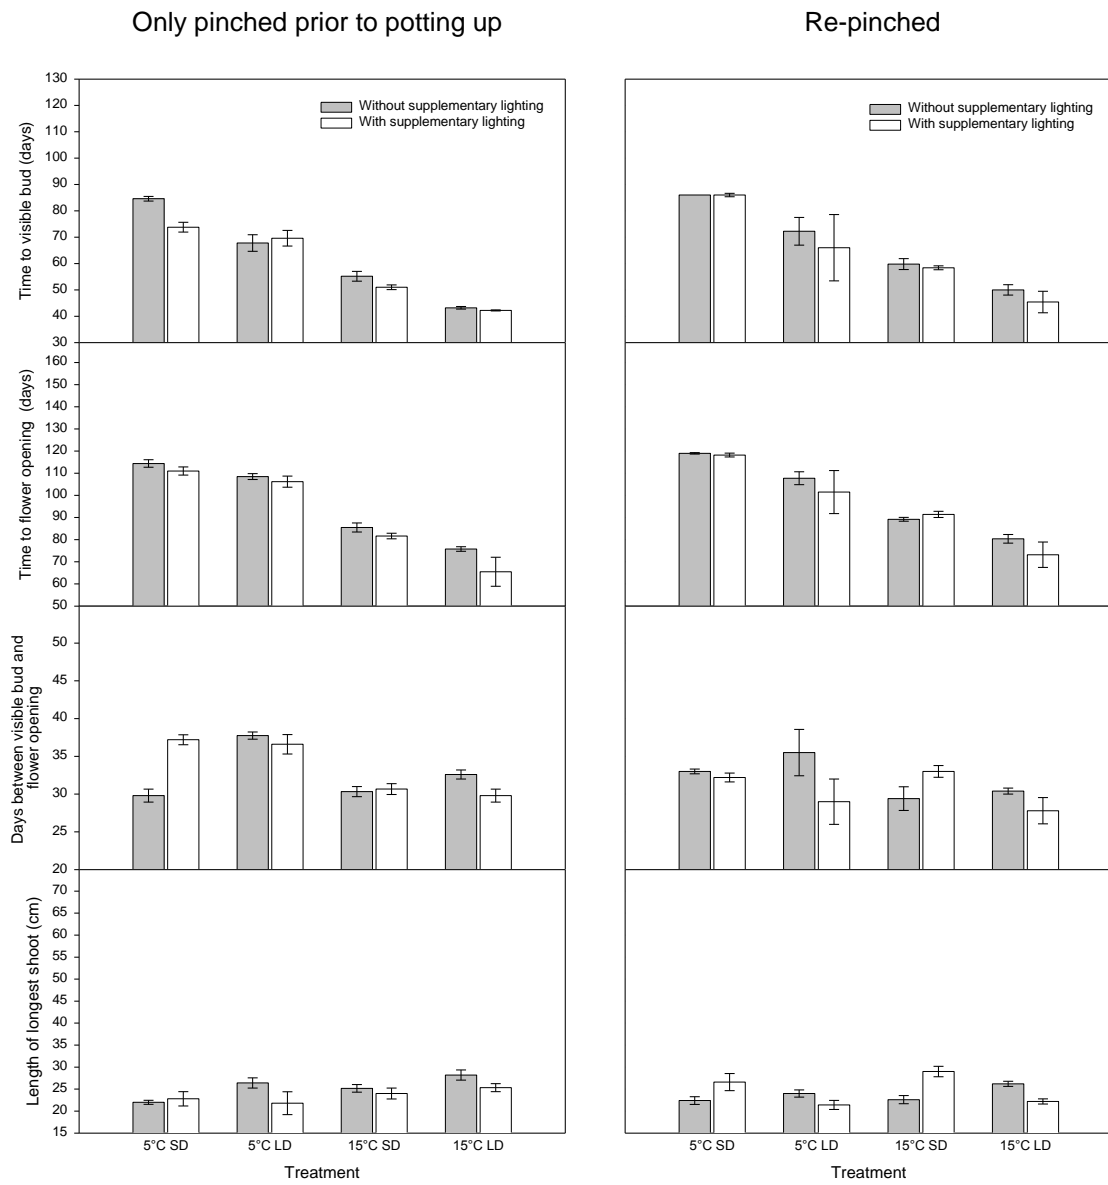 Only pinched prior to potting up
Re-pinched
Time to visible bud (days)
130
120
110
100
90
80
70
60
50
40
30
Without supplementary lighting
With supplementary lighting
Without supplementary lighting
With supplementary lighting
Time to flower opening (days)
160
150
140
130
120
110
100
90
80
70
60
50
Days between visible bud and
flower opening
50
45
40
35
30
25
20
Length of longest shoot (cm)
70
65
60
55
50
45
40
35
30
25
20
15
5°C SD
5°C LD
15°C SD
15°C LD
Treatment
5°C SD
5°C LD
15°C SD
15°C LD
Treatment